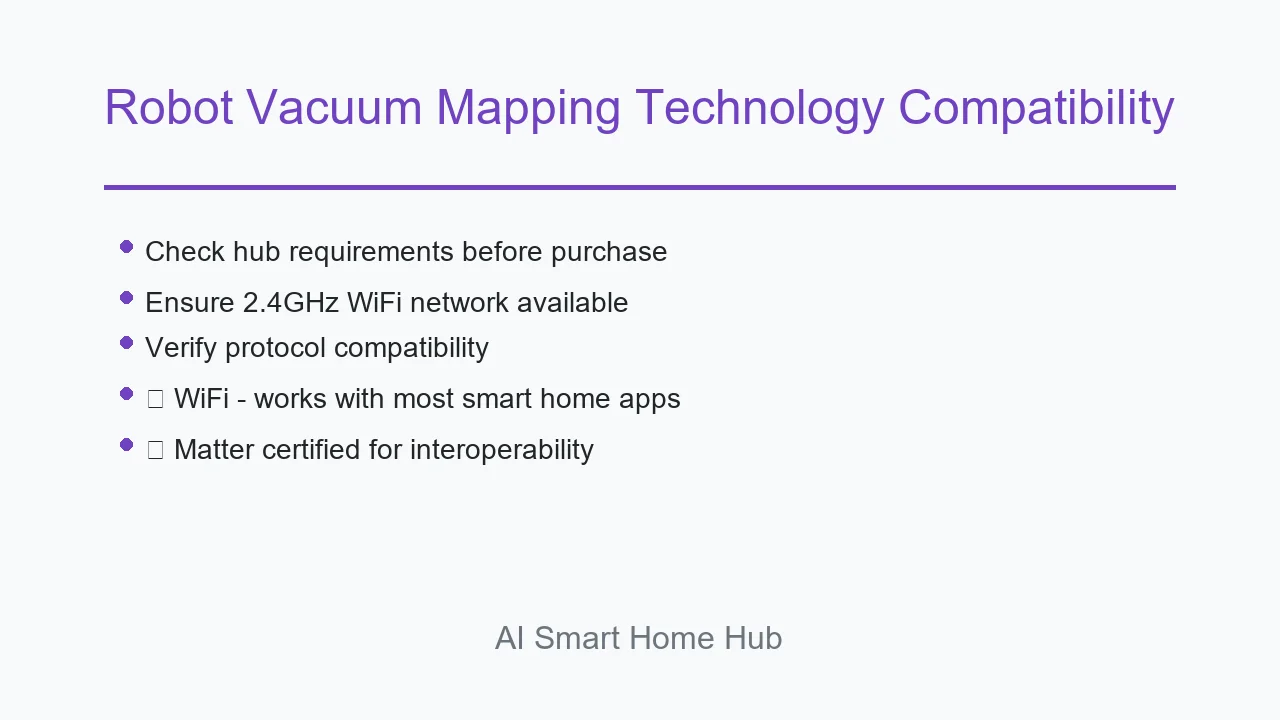 Robot Vacuum Mapping Technology Compatibility
Check hub requirements before purchase
Ensure 2.4GHz WiFi network available
Verify protocol compatibility
WiFi - works with most smart home apps
Matter certified for interoperability
AI Smart Home Hub